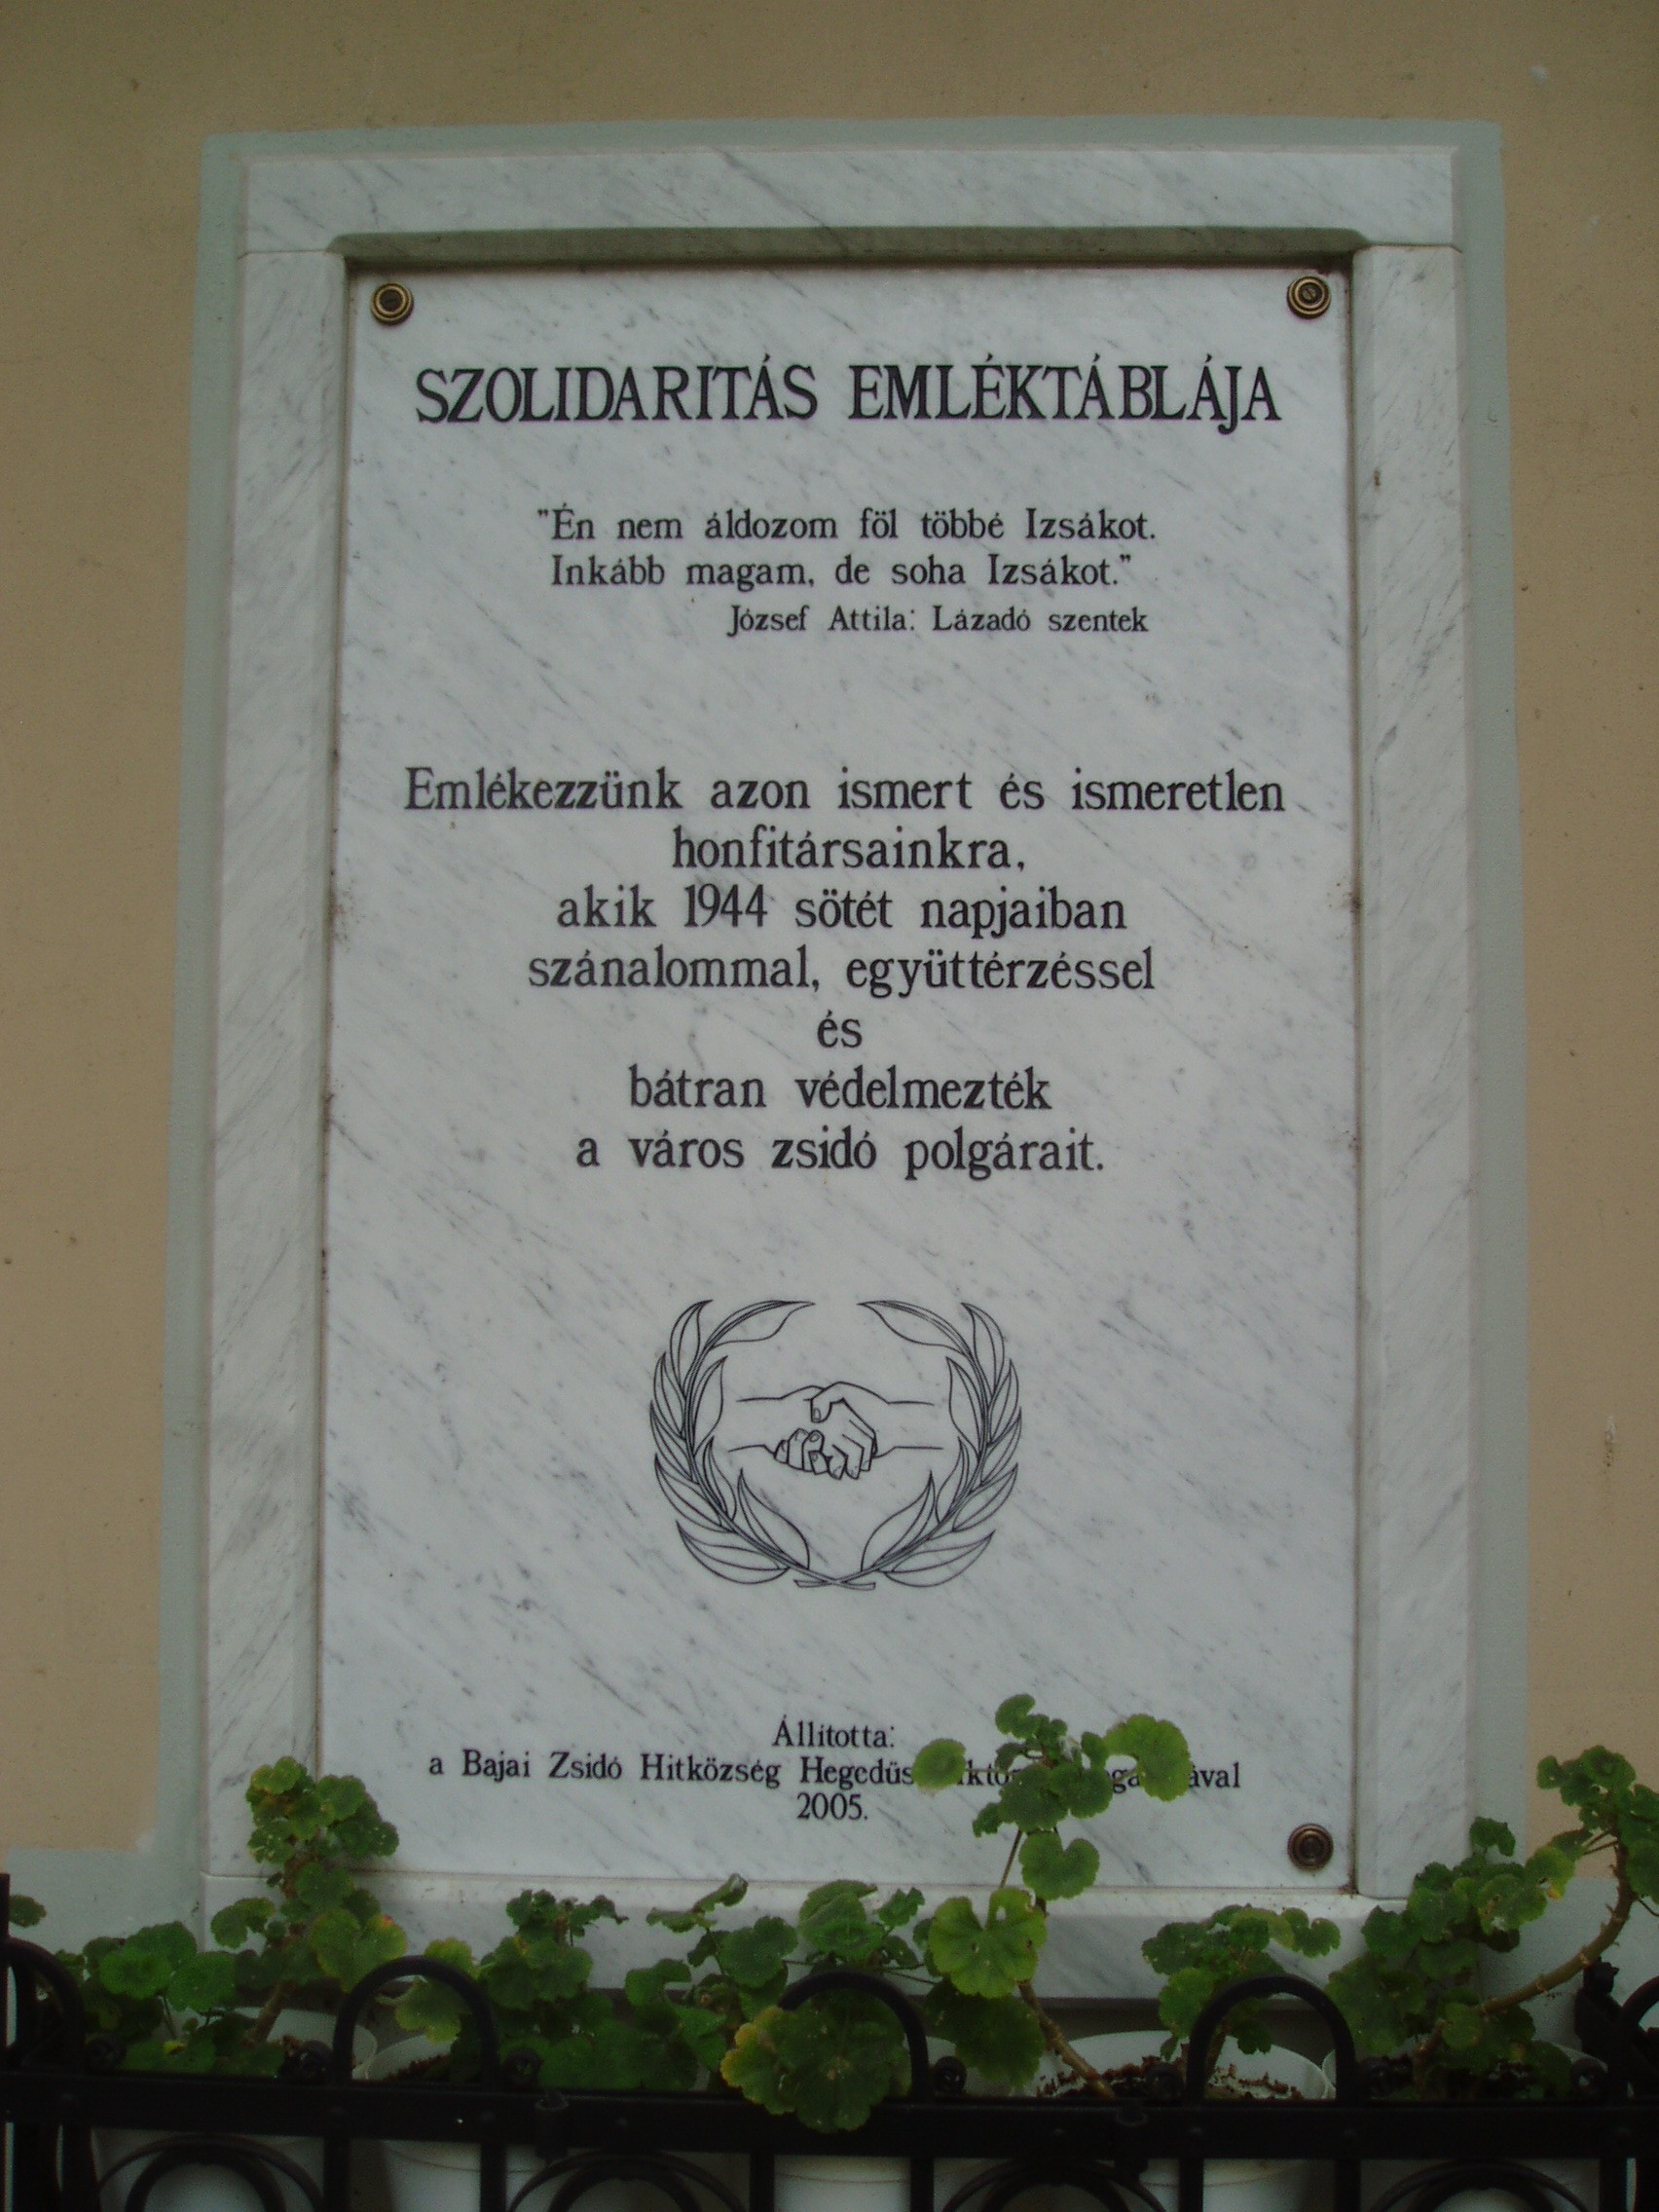 SZOLIDARITÁS EMLÉKTÁBLÁJA
"Én nem áldozom föl többé Izsákot.
Inkább magam, de soha Izsákot."
József Attila: Lázadó szentek
Emlékezzünk azon ismert és ismeretlen
honfitársainkra,
akik 1944 sötét napjaiban
szánalommal, együttérzéssel
és
bátran védelmezték
a város zsidó polgárait.
Állította:
a Bajai Zsidó Hitközség Hegedüs
2005.